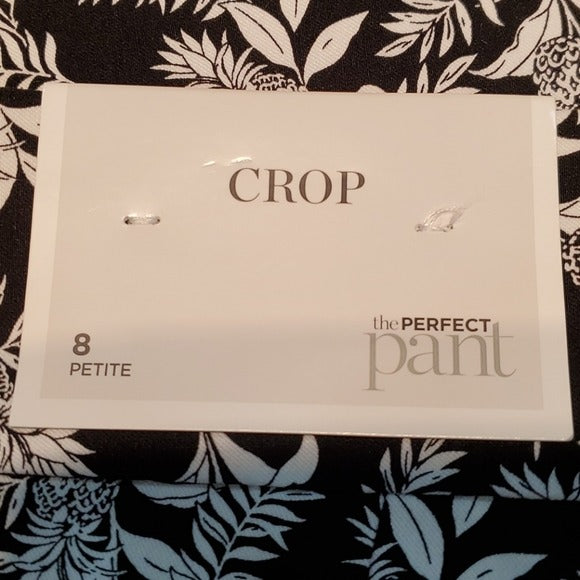 CROP
8
PETITE
the PERFECT
pant